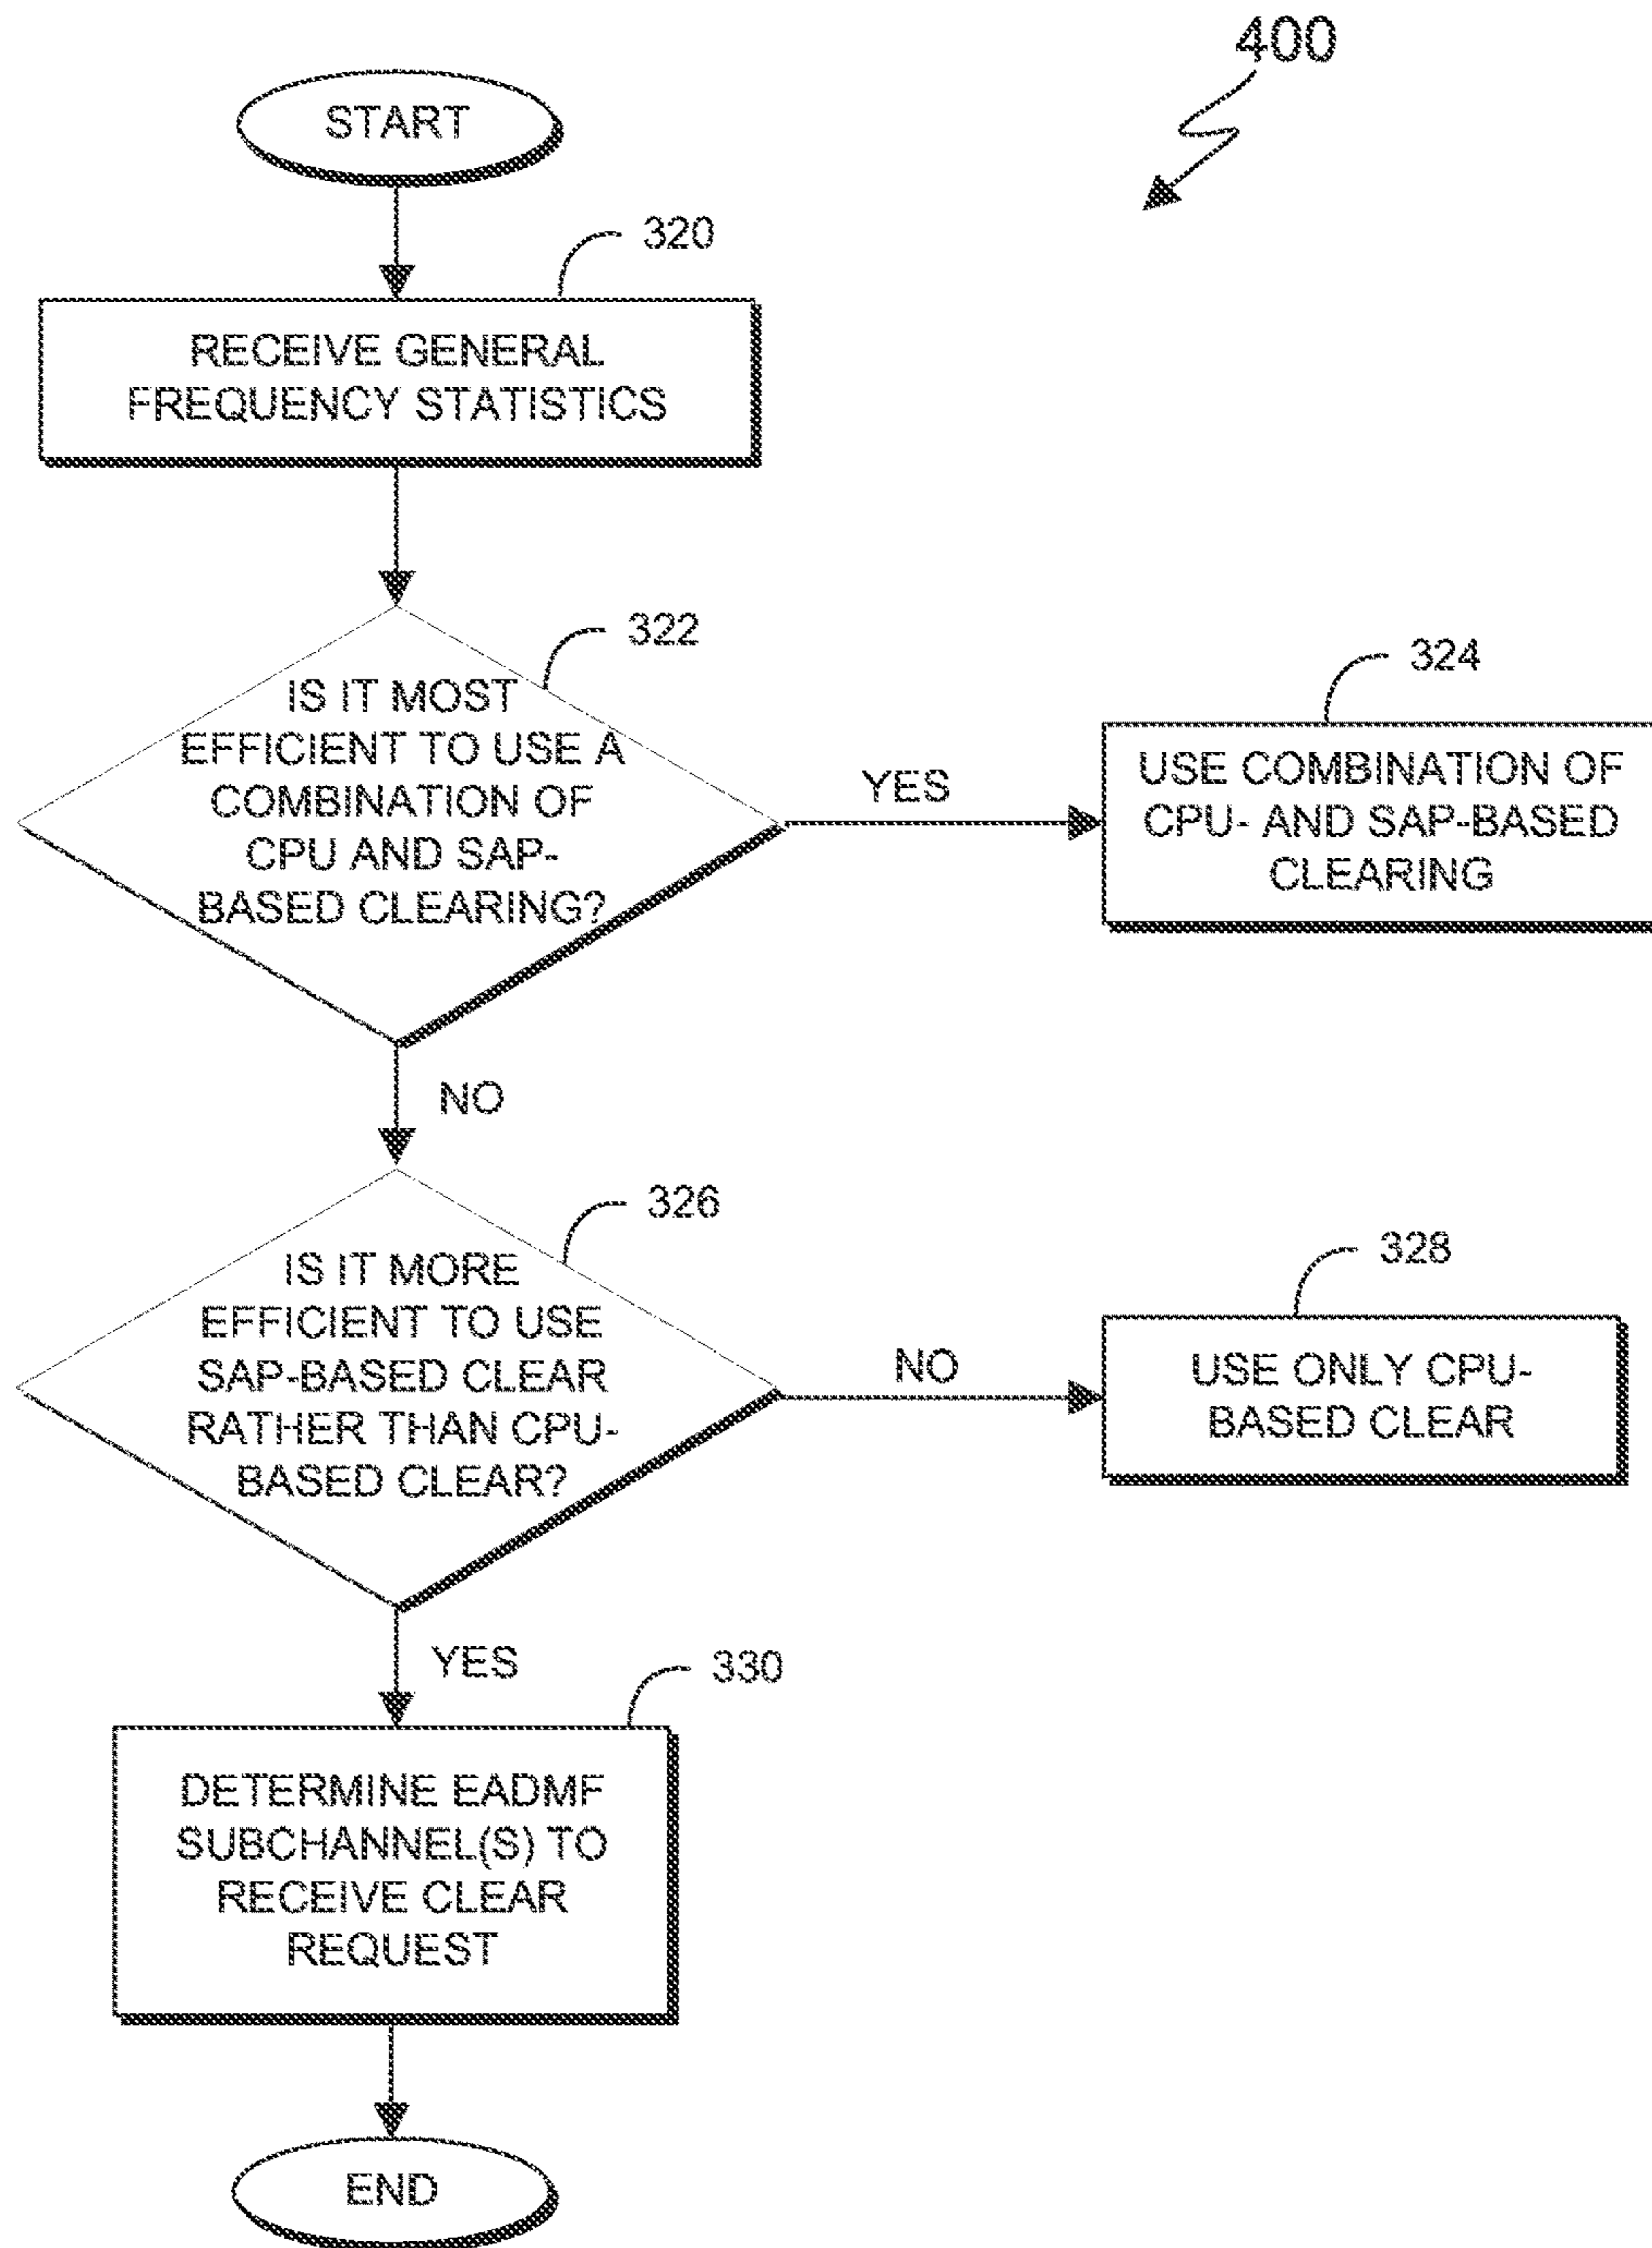 400
START
320
RECEIVE GENERAL
FREQUENCY STATISTICS
322
IS IT MOST
EFFICIENT TO USE A
COMBINATION OF
CPU AND SAP-
BASED CLEARING?
YES
324
USE COMBINATION OF
CPU- AND SAP-BASED
CLEARING
NO
326
IS IT MORE
EFFICIENT TO USE
SAP-BASED CLEAR
RATHER THAN CPU-
BASED CLEAR?
NO
328
USE ONLY CPU-
BASED CLEAR
YES
330
DETERMINE EADMF
SUBCHANNEL(S) TO
RECEIVE CLEAR
REQUEST
END